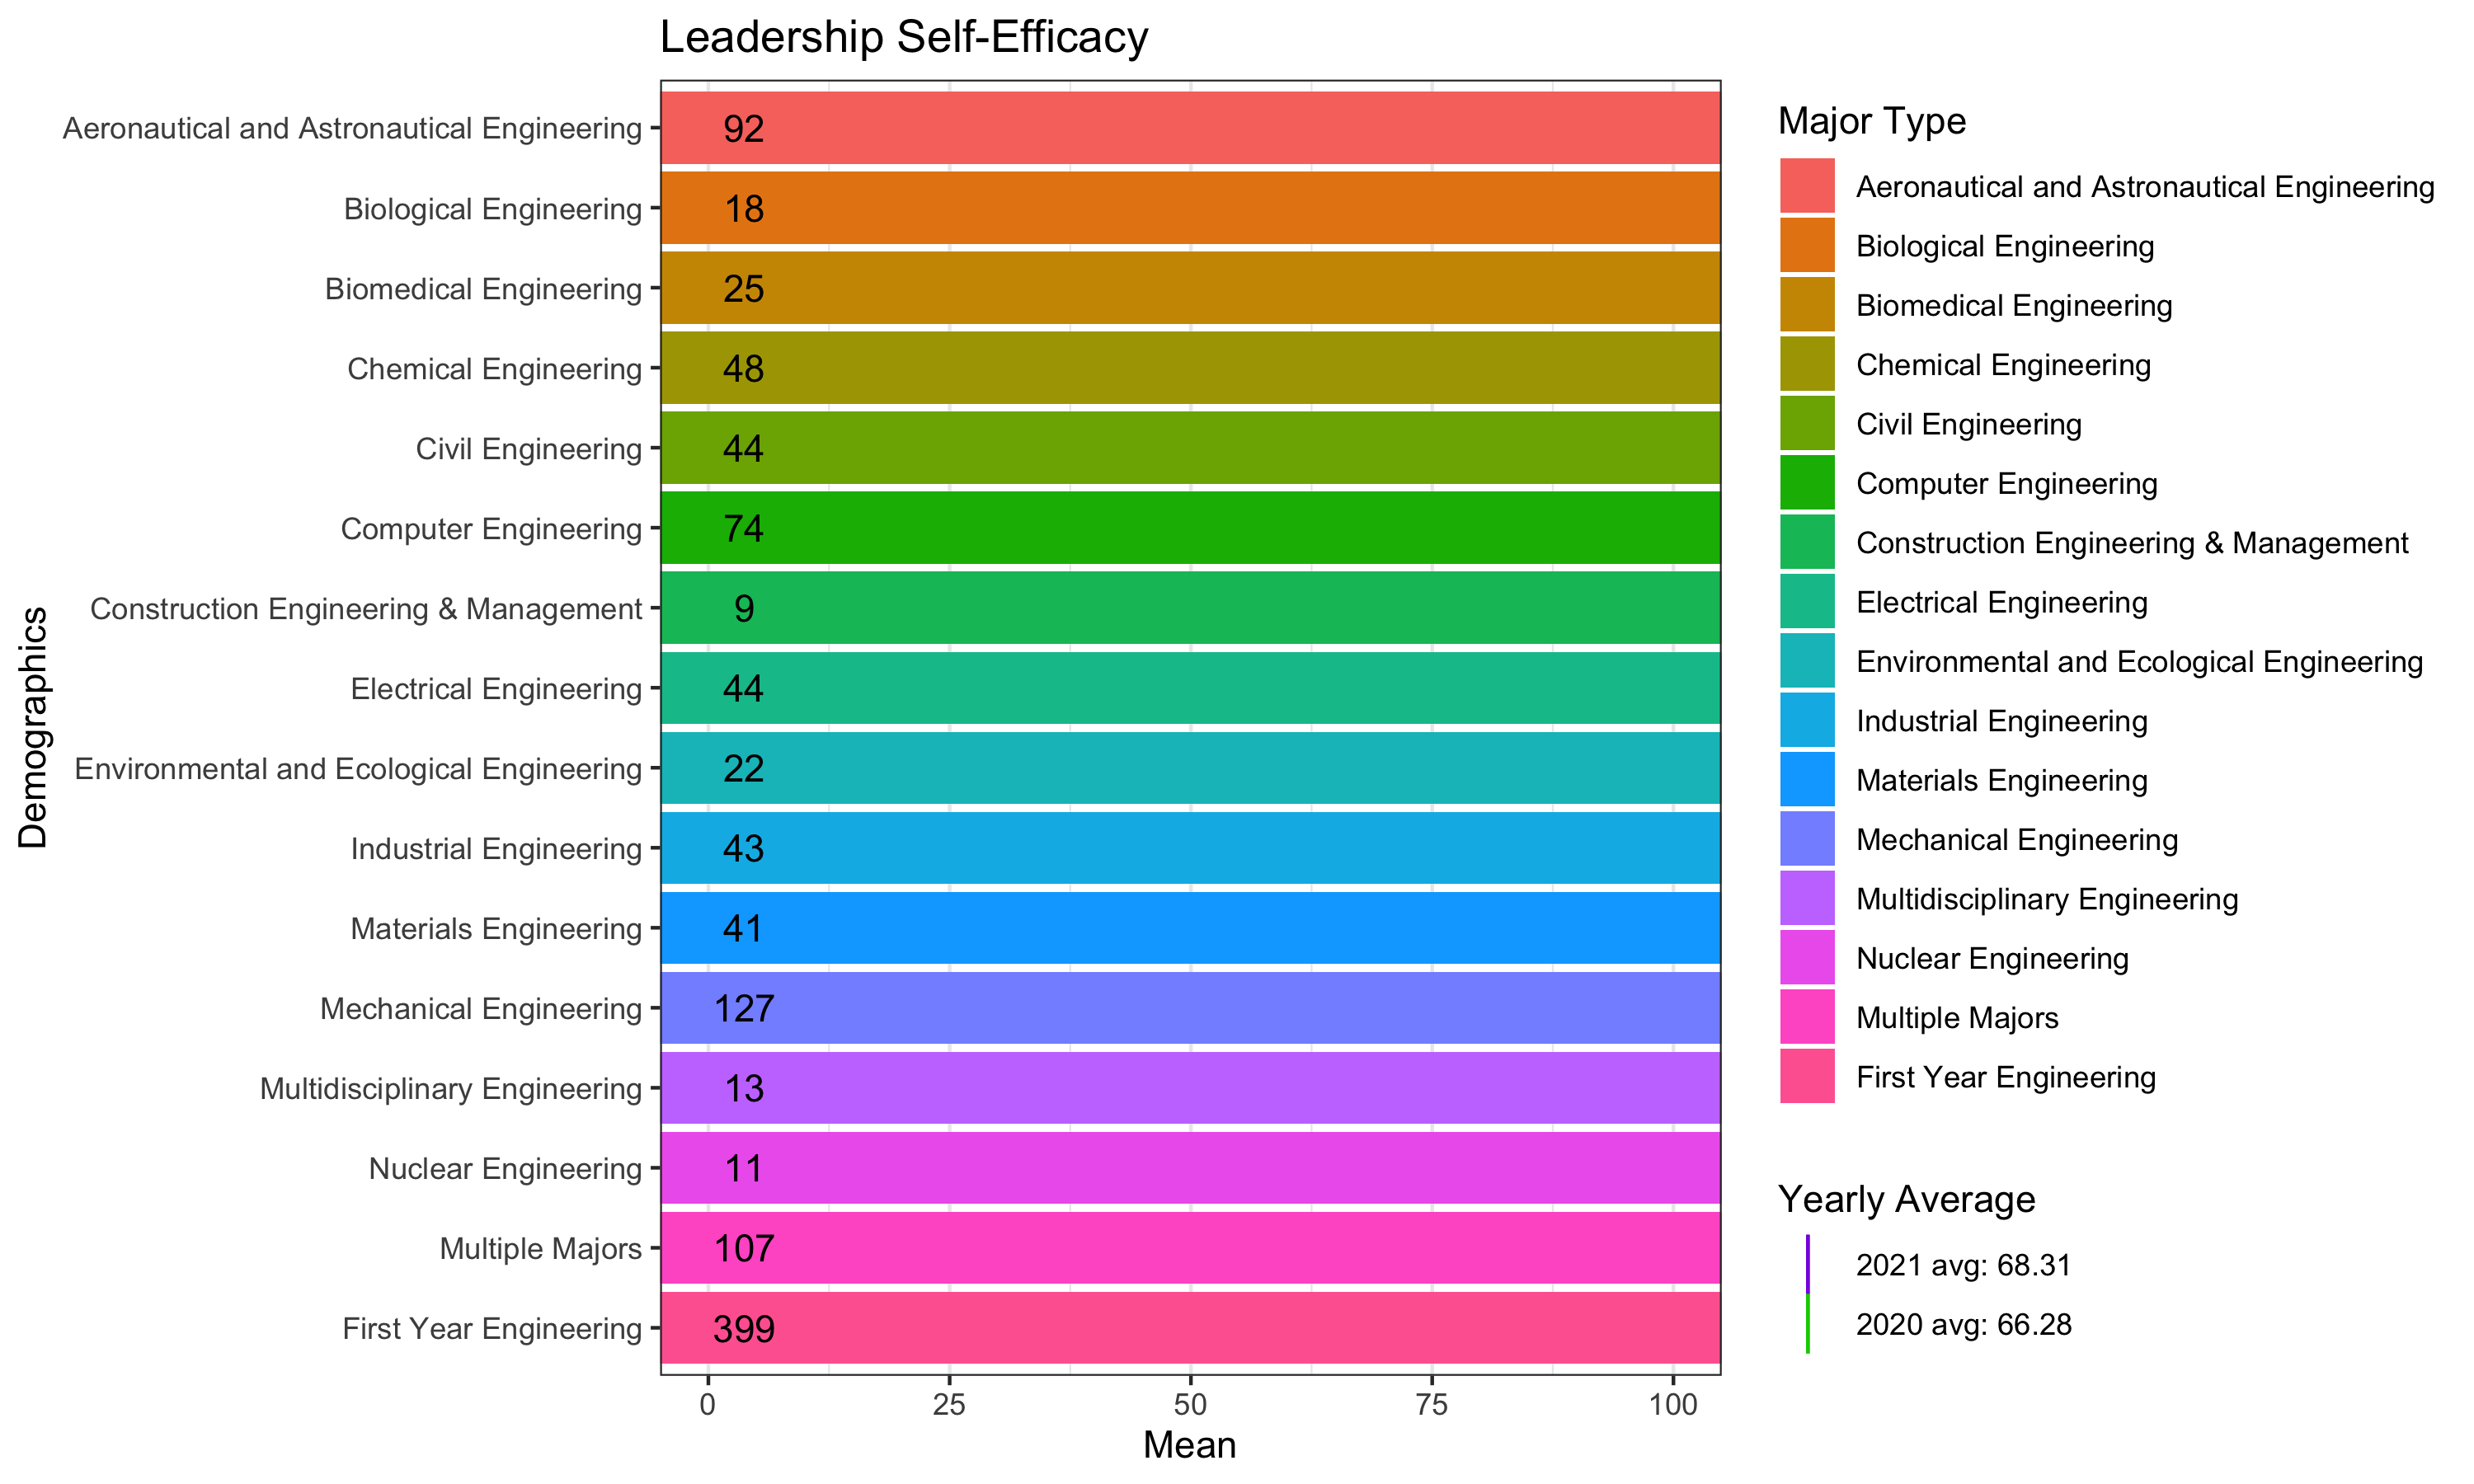 Leadership Self-Efficacy
Demographics
Aeronautical and Astronautical Engineering 92
Biological Engineering 18
Biomedical Engineering 25
Chemical Engineering 48
Civil Engineering 44
Computer Engineering 74
Construction Engineering & Management 9
Electrical Engineering 44
Environmental and Ecological Engineering 22
Industrial Engineering 43
Materials Engineering 41
Mechanical Engineering 127
Multidisciplinary Engineering 13
Nuclear Engineering 11
Multiple Majors 107
First Year Engineering 399
0 25 50 75 100
Mean
Major Type
Aeronautical and Astronautical Engineering
Biological Engineering
Biomedical Engineering
Chemical Engineering
Civil Engineering
Computer Engineering
Construction Engineering & Management
Electrical Engineering
Environmental and Ecological Engineering
Industrial Engineering
Materials Engineering
Mechanical Engineering
Multidisciplinary Engineering
Nuclear Engineering
Multiple Majors
First Year Engineering
Yearly Average
2021 avg: 68.31
2020 avg: 66.28